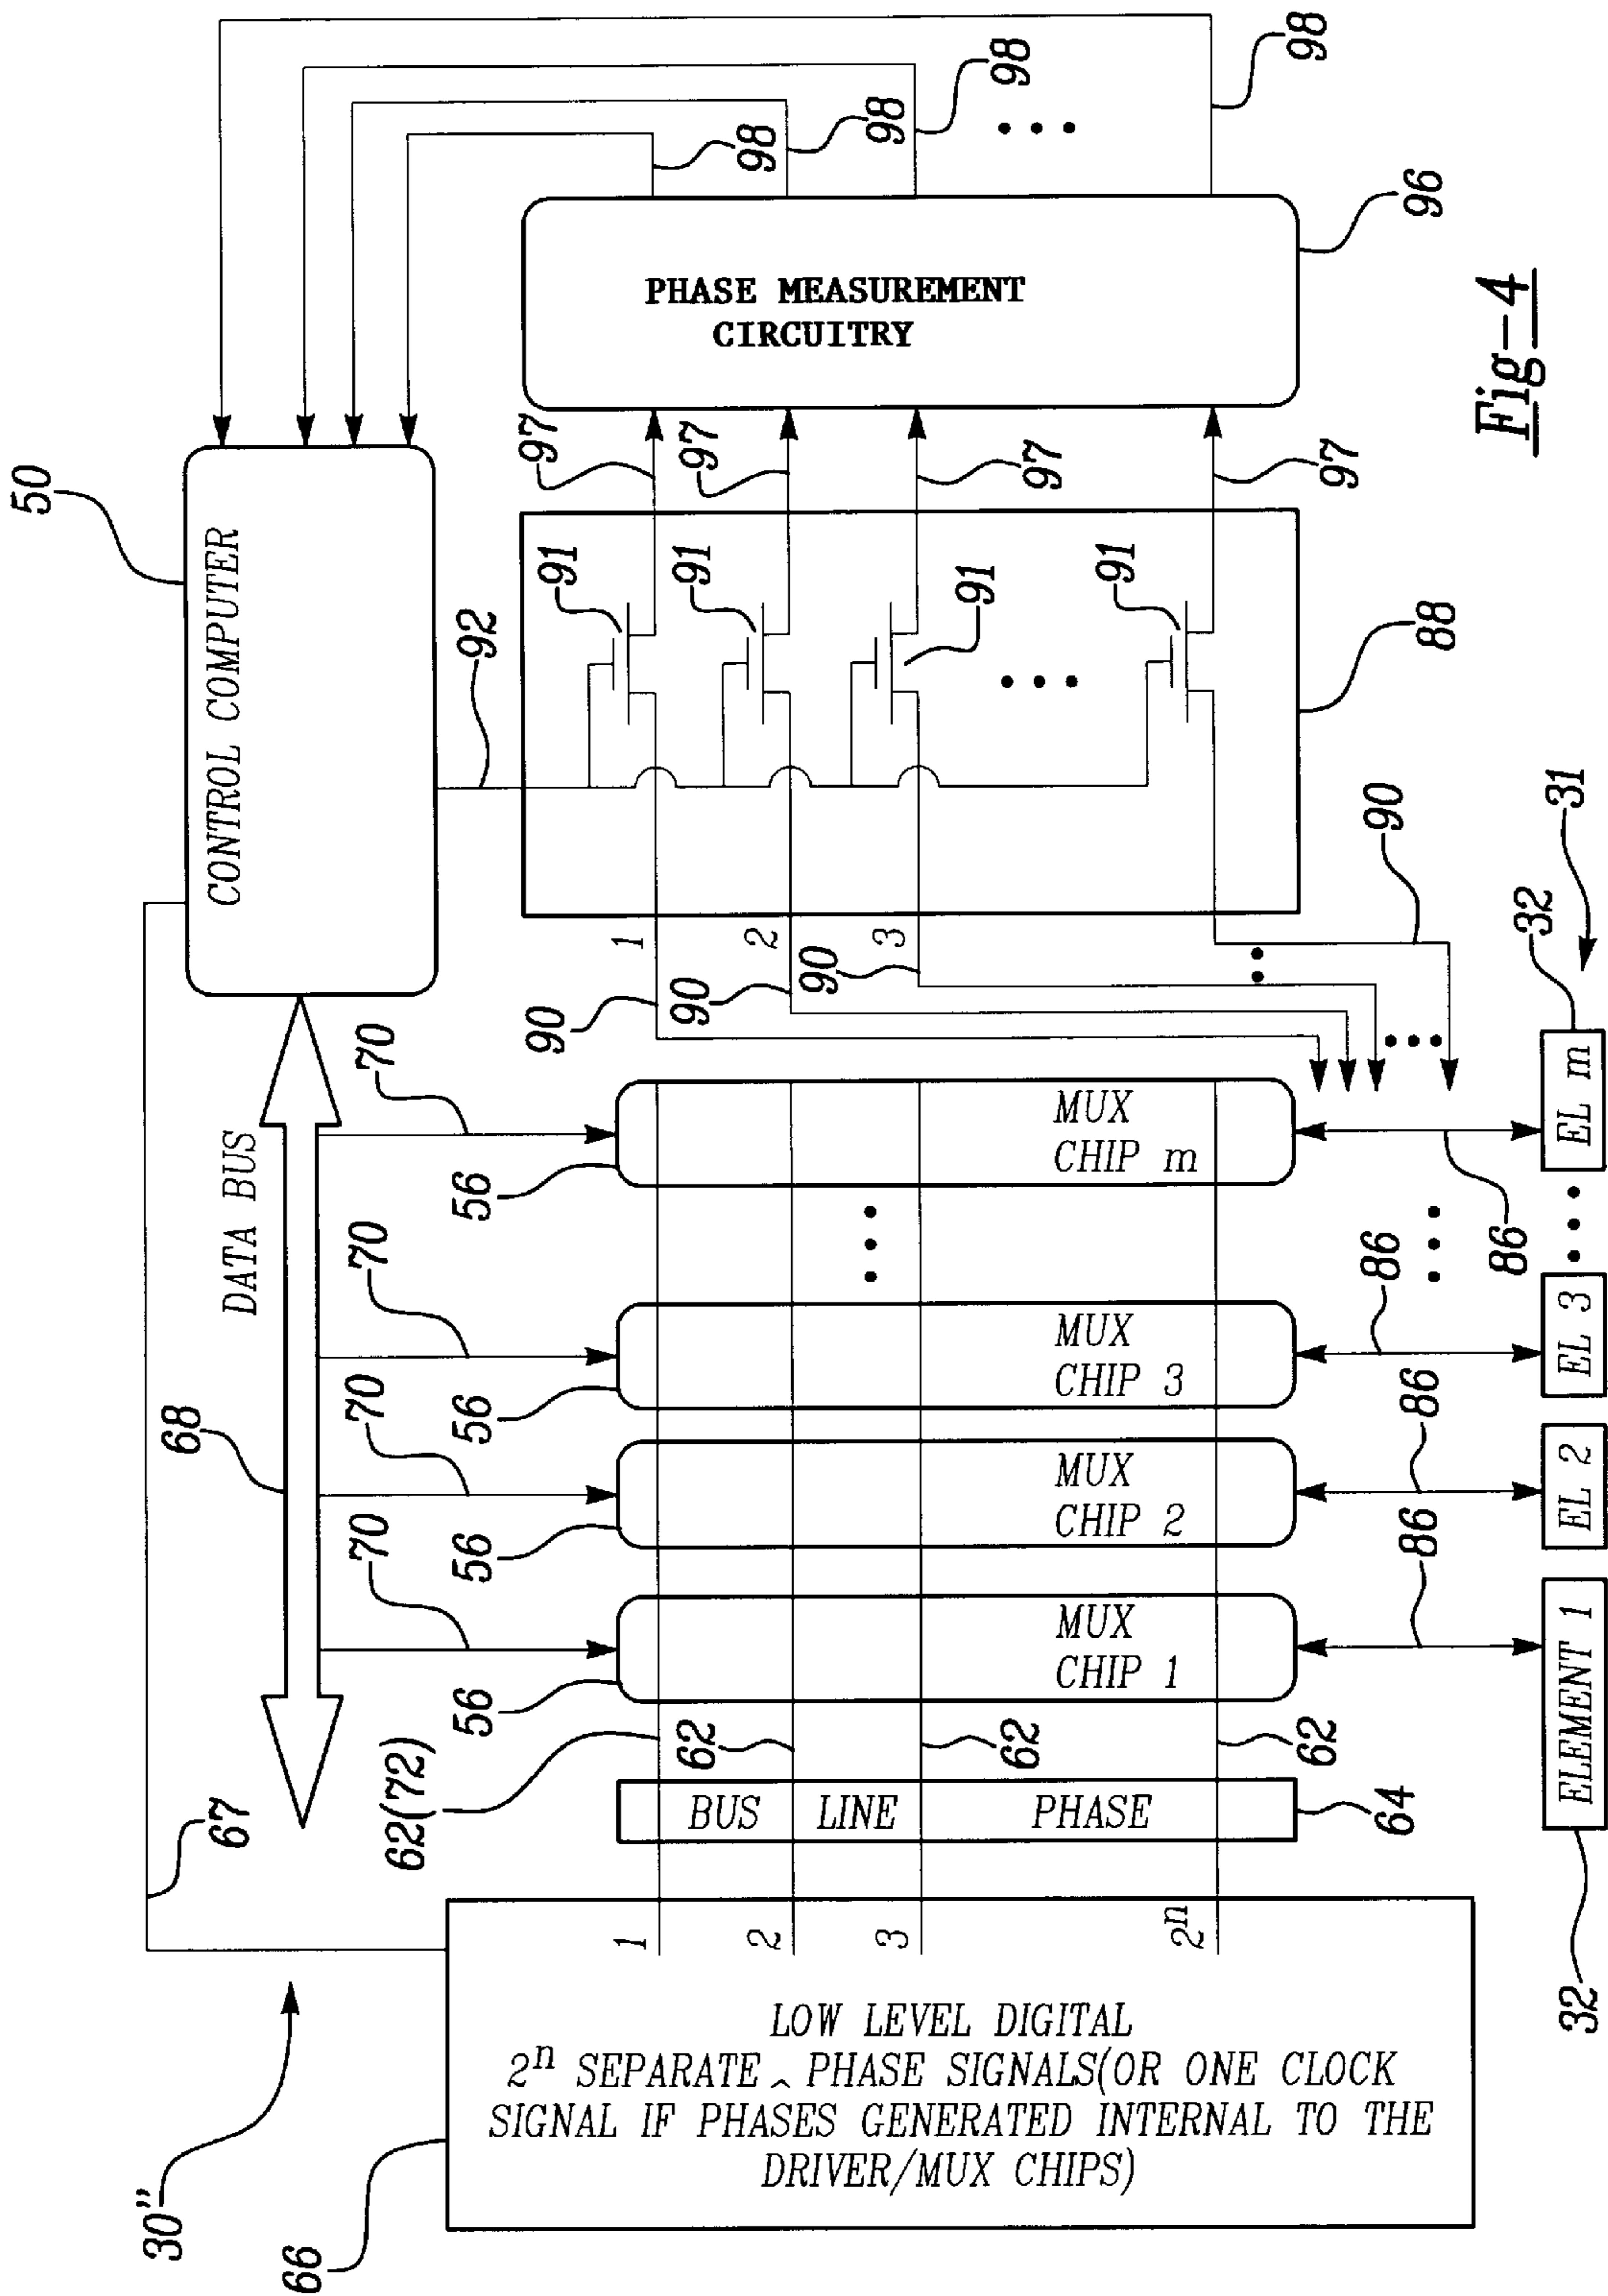 30"
67
68
DATA BUS
50
CONTROL COMPUTER
70
70
70
70
92
98
98
98
98
66
LOW LEVEL DIGITAL
2ⁿ SEPARATE ‸ PHASE SIGNALS(OR ONE CLOCK
SIGNAL IF PHASES GENERATED INTERNAL TO THE
DRIVER/MUX CHIPS)
1
2
3
2ⁿ
62(72)
62
62
62
BUS
LINE
PHASE
64
56
56
56
56
MUX
CHIP 1
MUX
CHIP 2
MUX
CHIP 3
MUX
CHIP m
90
90
90
90
1
2
3
91
91
91
91
88
97
97
97
97
PHASE MEASUREMENT
CIRCUITRY
96
86
86
86
86
32
ELEMENT 1
EL 2
EL 3
EL m
32
31
Fig-4